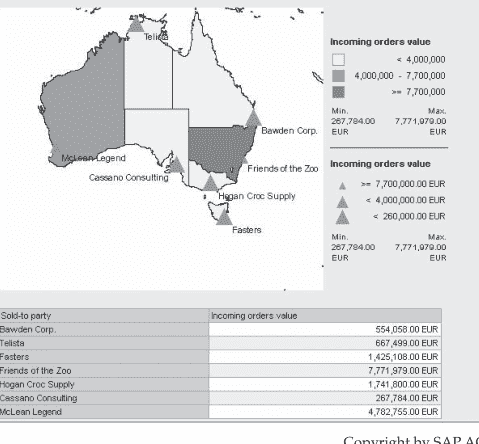 Telista
Bawden Corp.
McLean Legend
Cassano Consulting
Friends of the Zoo
Hogan Croc Supply
Fasters
Incoming orders value
< 4,000,000
4,000,000 - 7,700,000
>= 7,700,000
Min. Max.
267,784.00 7,771,979.00
EUR EUR
Incoming orders value
>= 7,700,000.00 EUR
< 4,000,000.00 EUR
< 260,000.00 EUR
Min. Max.
267,784.00 7,771,979.00
EUR EUR
Sold-to party Incoming orders value
Bawden Corp. 554,058.00 EUR
Telista 667,499.00 EUR
Fasters 1,425,108.00 EUR
Friends of the Zoo 7,771,979.00 EUR
Hogan Croc Supply 1,741,800.00 EUR
Cassano Consulting 267,784.00 EUR
McLean Legend 4,782,755.00 EUR
Copyright by SAP AG